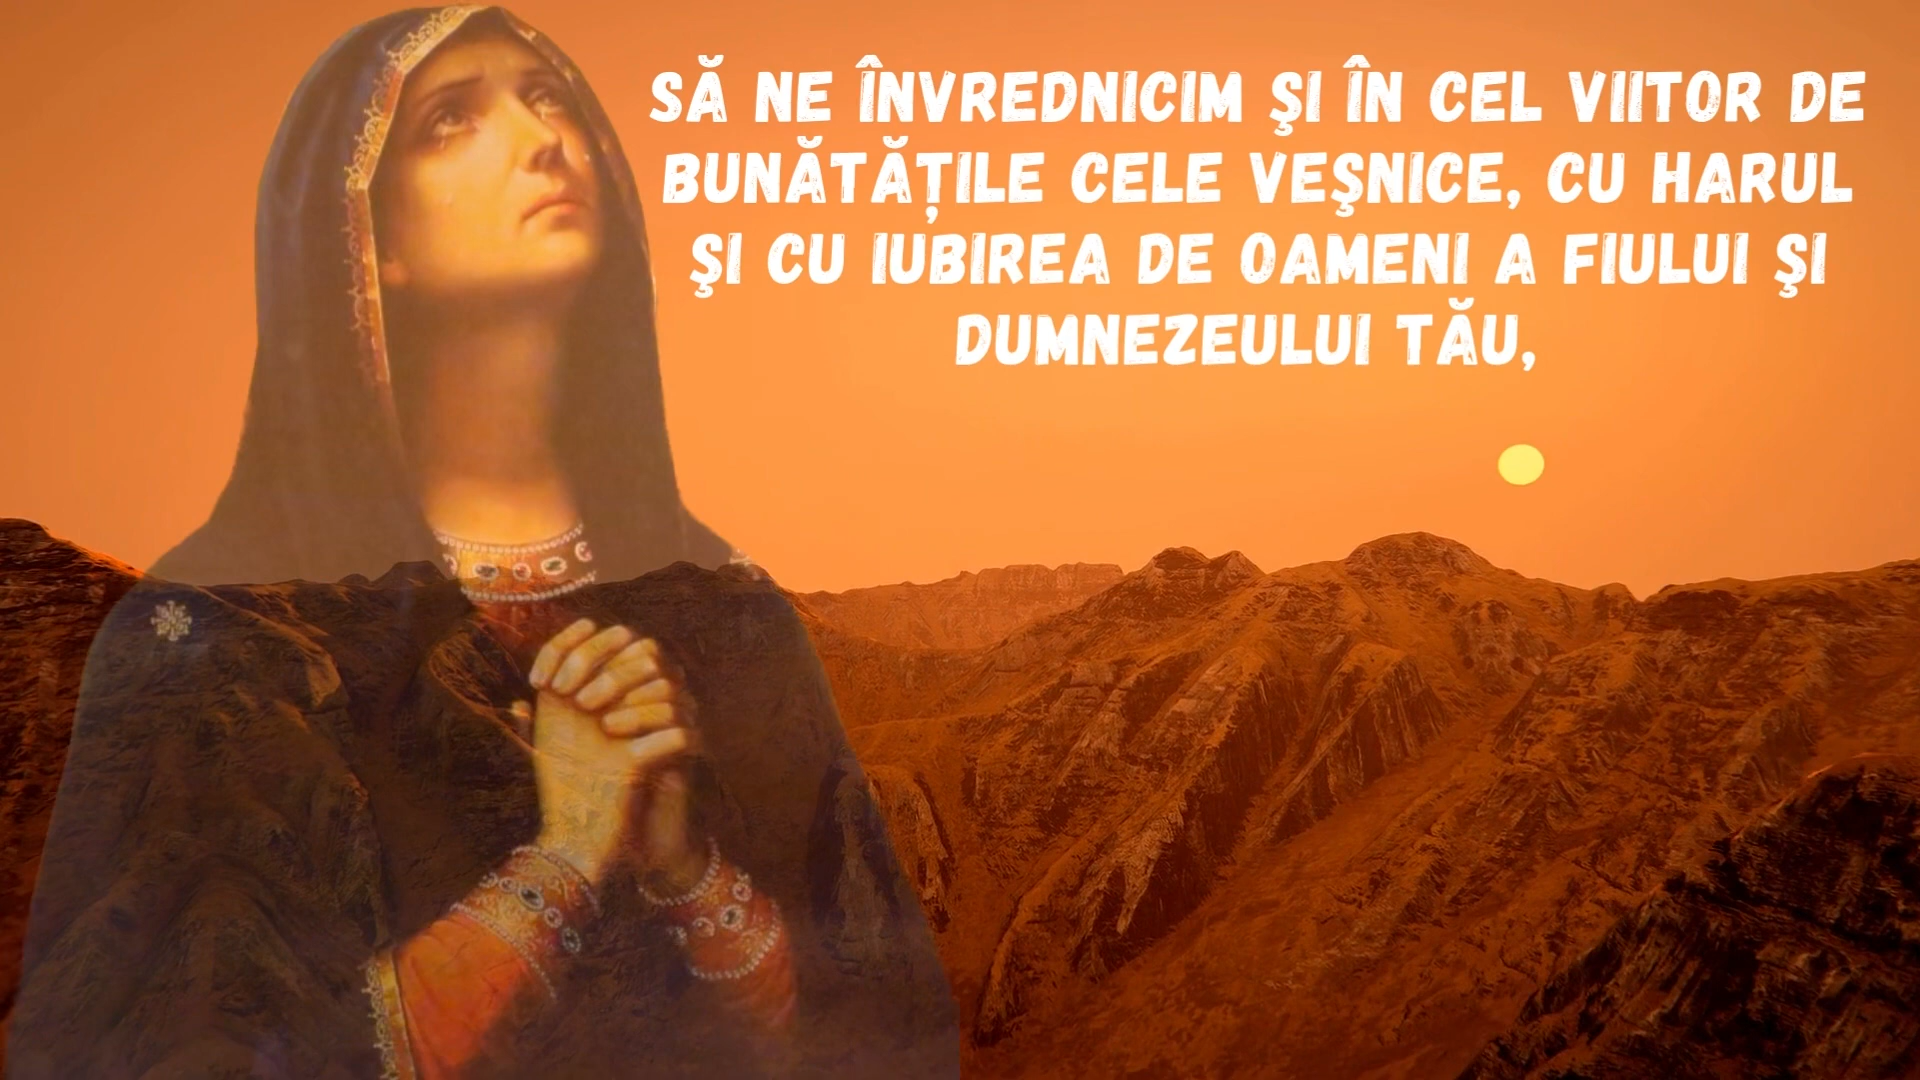 SĂ NE ÎNVREDNICIM ŞI ÎN CEL VIITOR DE
BUNĂTĂȚILE CELE VEŞNICE, CU HARUL
ŞI CU IUBIREA DE OAMENI A FIULUI ŞI
DUMNEZEULUI TĂU,